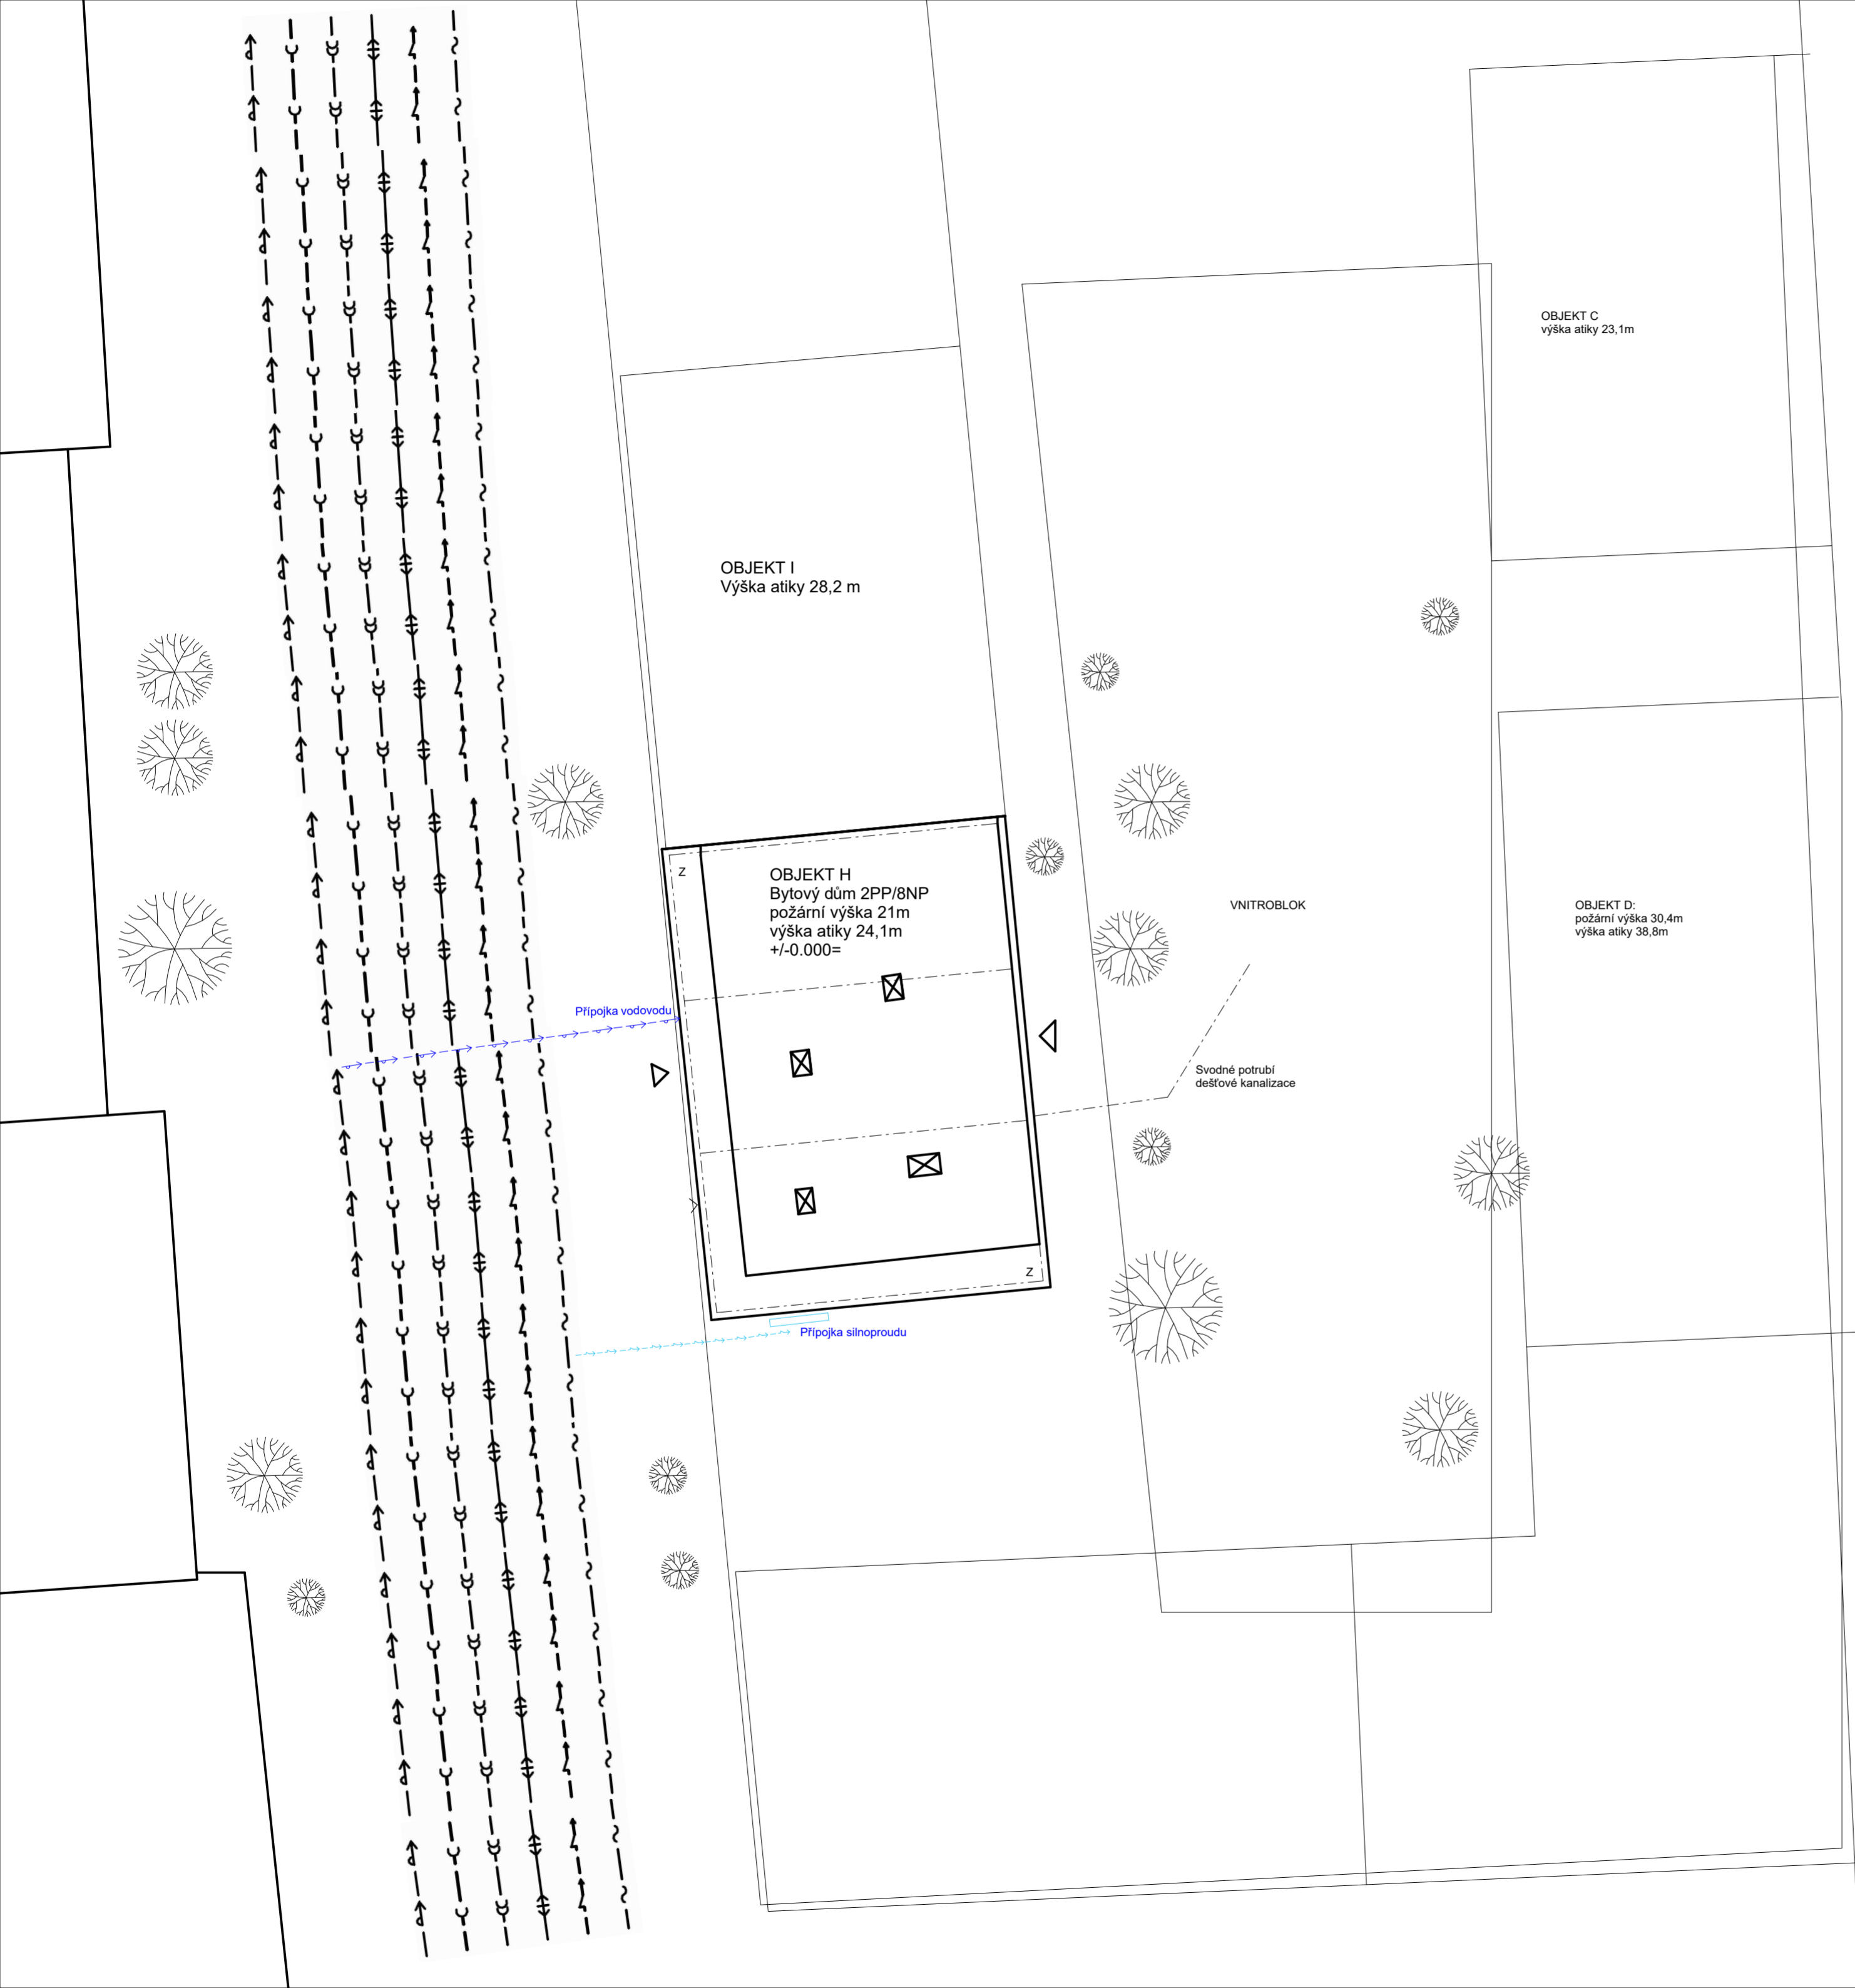 OBJEKT C
výška atiky 23,1m
OBJEKT I
Výška atiky 28,2 m
Z
OBJEKT H
Bytový dům 2PP/8NP
požární výška 21m
výška atiky 24,1m
+/-0.000=
VNITROBLOK
OBJEKT D:
požární výška 30,4m
výška atiky 38,8m
Přípojka vodovodu
Svodné potrubí
dešťové kanalizace
Z
Přípojka silnoproudu